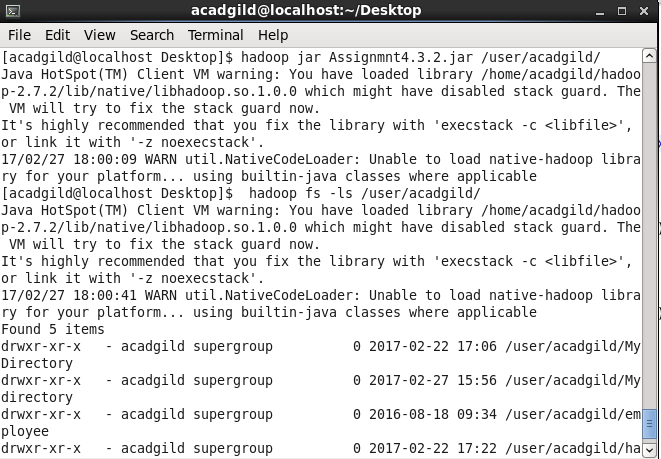 acadgild@localhost:~/Desktop
File Edit View Search Terminal Help
[acadgild@localhost Desktop]$ hadoop jar Assignmnt4.3.2.jar /user/acadgild/
Java HotSpot(TM) Client VM warning: You have loaded library /home/acadgild/hadoo
p-2.7.2/lib/native/libhadoop.so.1.0.0 which might have disabled stack guard. The
 VM will try to fix the stack guard now.
It's highly recommended that you fix the library with 'execstack -c <libfile>',
or link it with '-z noexecstack'.
17/02/27 18:00:09 WARN util.NativeCodeLoader: Unable to load native-hadoop libra
ry for your platform... using builtin-java classes where applicable
[acadgild@localhost Desktop]$  hadoop fs -ls /user/acadgild/
Java HotSpot(TM) Client VM warning: You have loaded library /home/acadgild/hadoo
p-2.7.2/lib/native/libhadoop.so.1.0.0 which might have disabled stack guard. The
 VM will try to fix the stack guard now.
It's highly recommended that you fix the library with 'execstack -c <libfile>',
or link it with '-z noexecstack'.
17/02/27 18:00:41 WARN util.NativeCodeLoader: Unable to load native-hadoop libra
ry for your platform... using builtin-java classes where applicable
Found 5 items
drwxr-xr-x   - acadgild supergroup          0 2017-02-22 17:06 /user/acadgild/My
Directory
drwxr-xr-x   - acadgild supergroup          0 2017-02-27 15:56 /user/acadgild/My
directory
drwxr-xr-x   - acadgild supergroup          0 2016-08-18 09:34 /user/acadgild/em
ployee
drwxr-xr-x   - acadgild supergroup          0 2017-02-22 17:22 /user/acadgild/ha